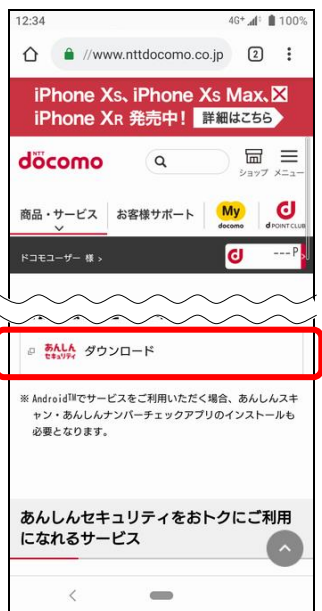 12:34 4G+ 100%
//www.nttdocomo.co.jp 2
iPhone Xs、iPhone Xs Max、
iPhone XR 発売中! 詳細はこちら
NTT
döcomo
ショップ メニュー
商品・サービス お客様サポート My docomo d POINT CLUB
ドコモユーザー 様 > d ---P
あんしんセキュリティ ダウンロード
※ Android™でサービスをご利用いただく場合、あんしんスキ
ャン・あんしんナンバーチェックアプリのインストールも
必要となります。
あんしんセキュリティをおトクにご利用
になれるサービス